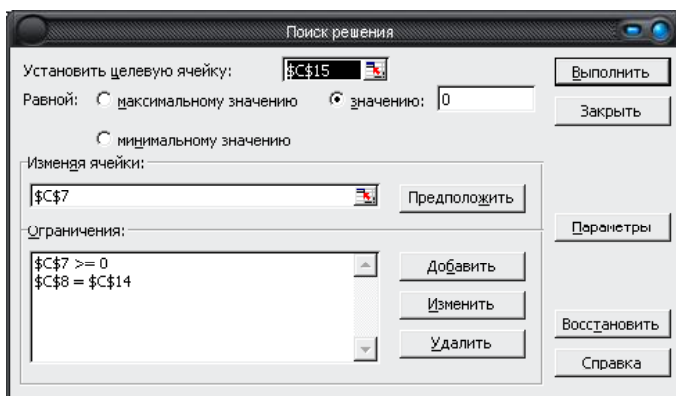 Поиск решения
Установить целевую ячейку: $C$15 Выполнить
Равной: максимальному значению значению: 0 Закрыть
минимальному значению
Изменяя ячейки:
$C$7 Предположить
Ограничения: Параметры
$C$7 >= 0 Добавить
$C$8 = $C$14
Изменить
Восстановить
Удалить
Справка